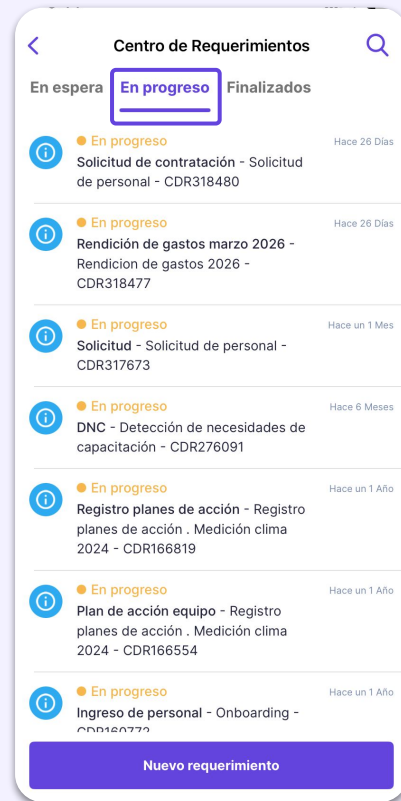 Centro de Requerimientos
En espera En progreso Finalizados
En progreso
Hace 26 Días
Solicitud de contratación - Solicitud
de personal - CDR318480
En progreso
Hace 26 Días
Rendición de gastos marzo 2026 -
Rendicion de gastos 2026 -
CDR318477
En progreso
Hace un 1 Mes
Solicitud - Solicitud de personal -
CDR317673
En progreso
Hace 6 Meses
DNC - Detección de necesidades de
capacitación - CDR276091
En progreso
Hace un 1 Año
Registro planes de acción - Registro
planes de acción . Medición clima
2024 - CDR166819
En progreso
Hace un 1 Año
Plan de acción equipo - Registro
planes de acción . Medición clima
2024 - CDR166554
En progreso
Hace un 1 Año
Ingreso de personal - Onboarding -
CDR160772
Nuevo requerimiento